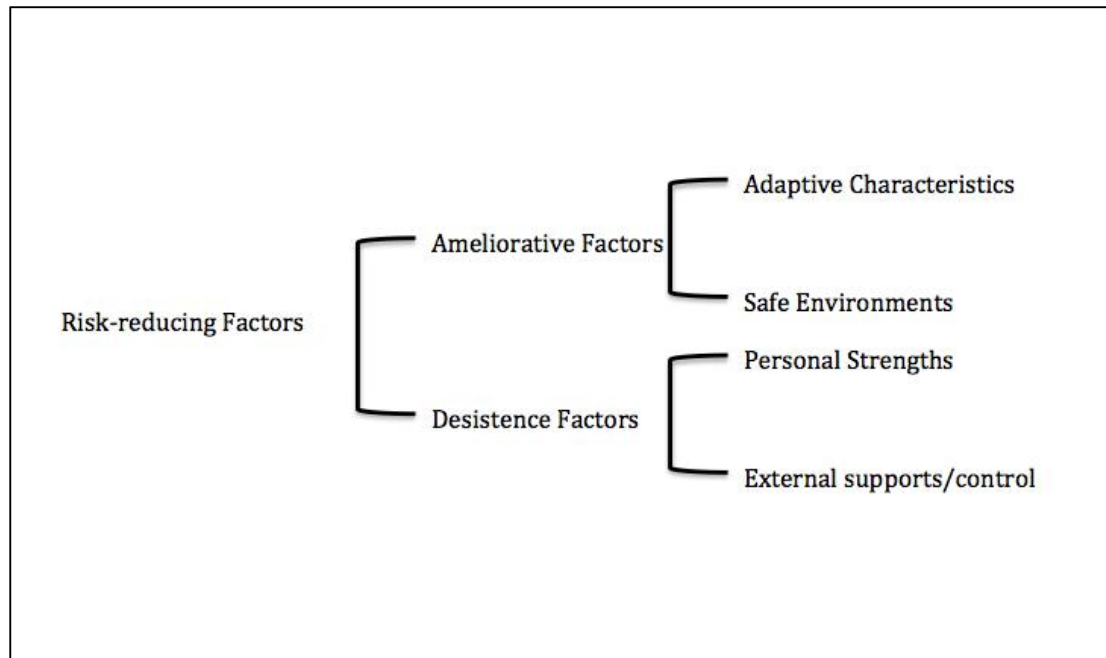 Adaptive Characteristics
Ameliorative Factors
Safe Environments
Risk-reducing Factors
Personal Strengths
Desistence Factors
External supports/control